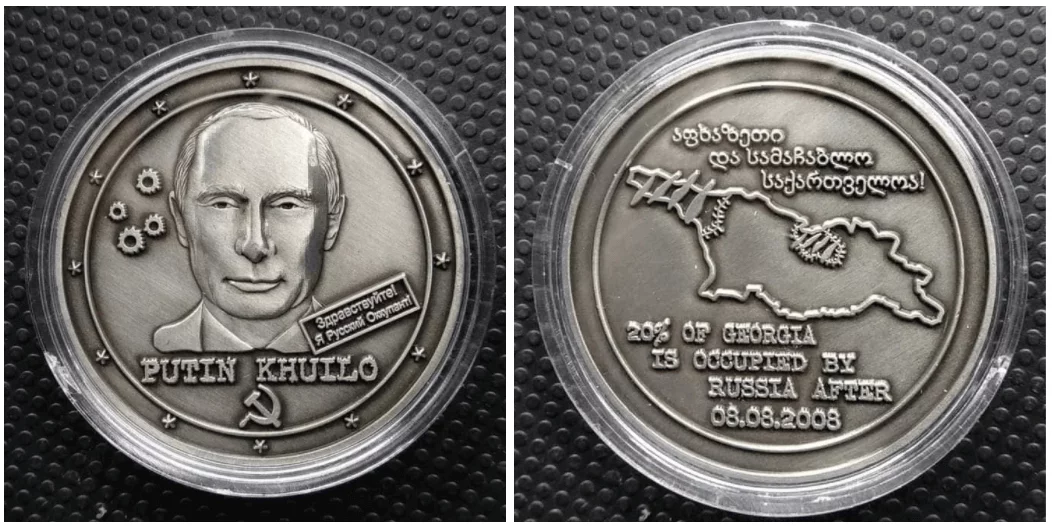 Здравствуйте!
Я Русский Оккупант!
PUTIN KHUILO
აფხაზეთი
და სამაჩაბლო
საქართველოა!
20% OF GEORGIA
IS OCCUPIED BY
RUSSIA AFTER
08.08.2008